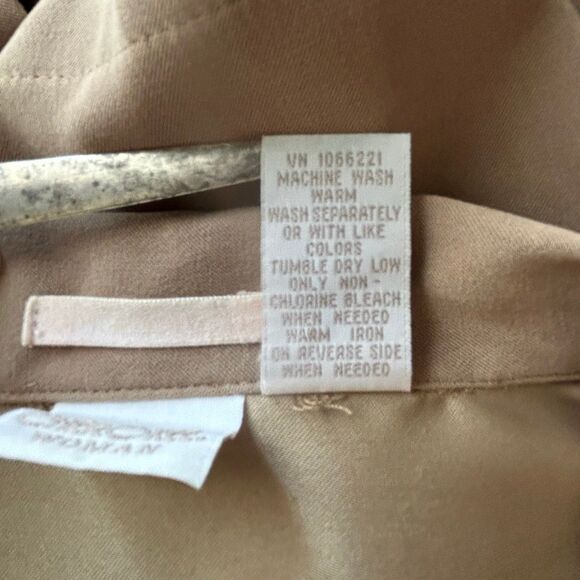 VN 1066221
MACHINE WASH
WARM
WASH SEPARATELY
OR WITH LIKE
COLORS
TUMBLE DRY LOW
ONLY NON -
CHLORINE BLEACH
WHEN NEEDED
WARM IRON
ON REVERSE SIDE
WHEN NEEDED
WOMAN